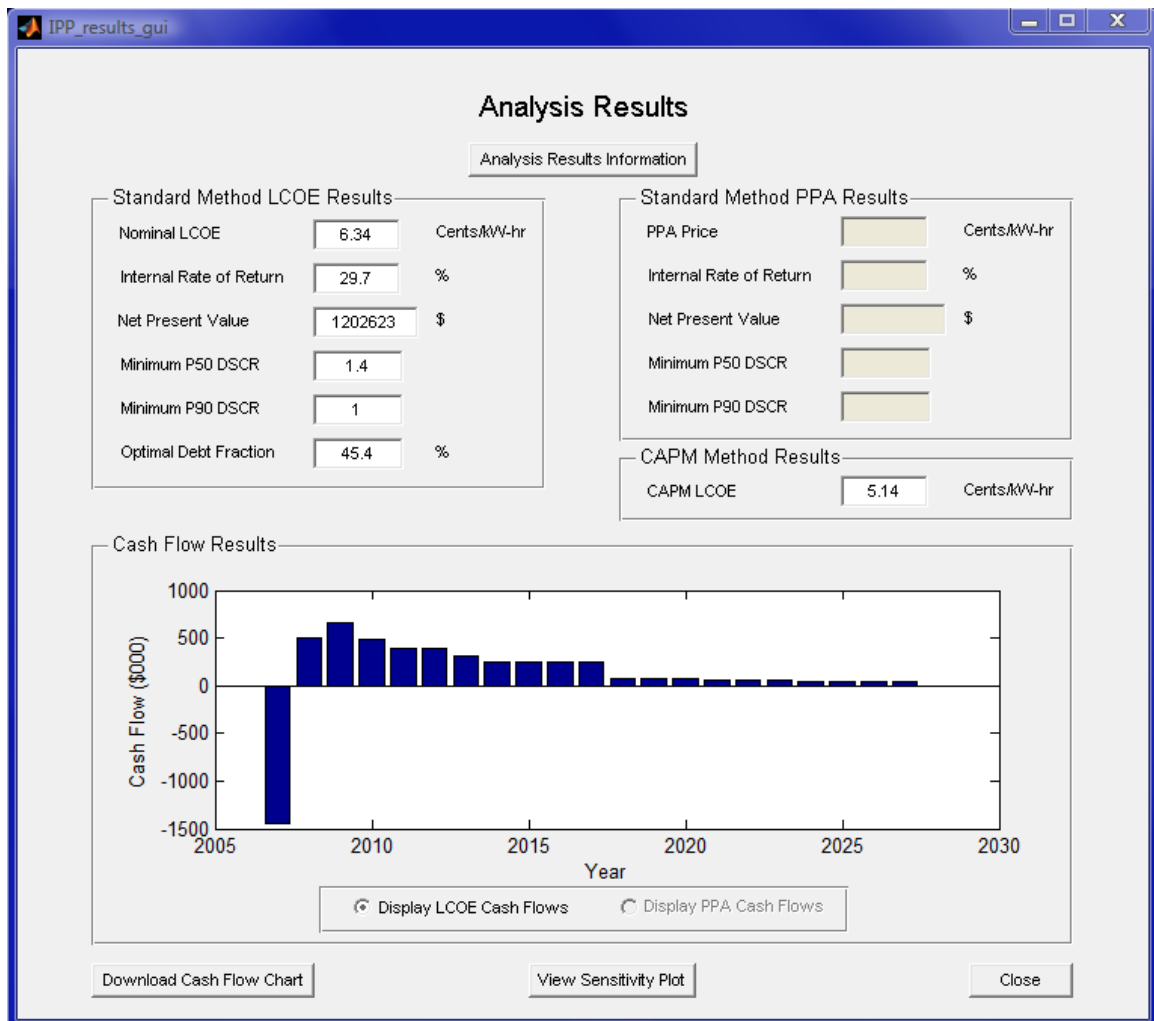 IPP_results_gui
Analysis Results
Analysis Results Information
Standard Method LCOE Results
Nominal LCOE 6.34 Cents/kW-hr
Internal Rate of Return 29.7 %
Net Present Value 1202623 $
Minimum P50 DSCR 1.4
Minimum P90 DSCR 1
Optimal Debt Fraction 45.4 %
Standard Method PPA Results
PPA Price Cents/kW-hr
Internal Rate of Return %
Net Present Value $
Minimum P50 DSCR
Minimum P90 DSCR
CAPM Method Results
CAPM LCOE 5.14 Cents/kW-hr
Cash Flow Results
Cash Flow ($000)
1000
500
0
-500
-1000
-1500
2005 2010 2015 2020 2025 2030
Year
Display LCOE Cash Flows Display PPA Cash Flows
Download Cash Flow Chart View Sensitivity Plot Close